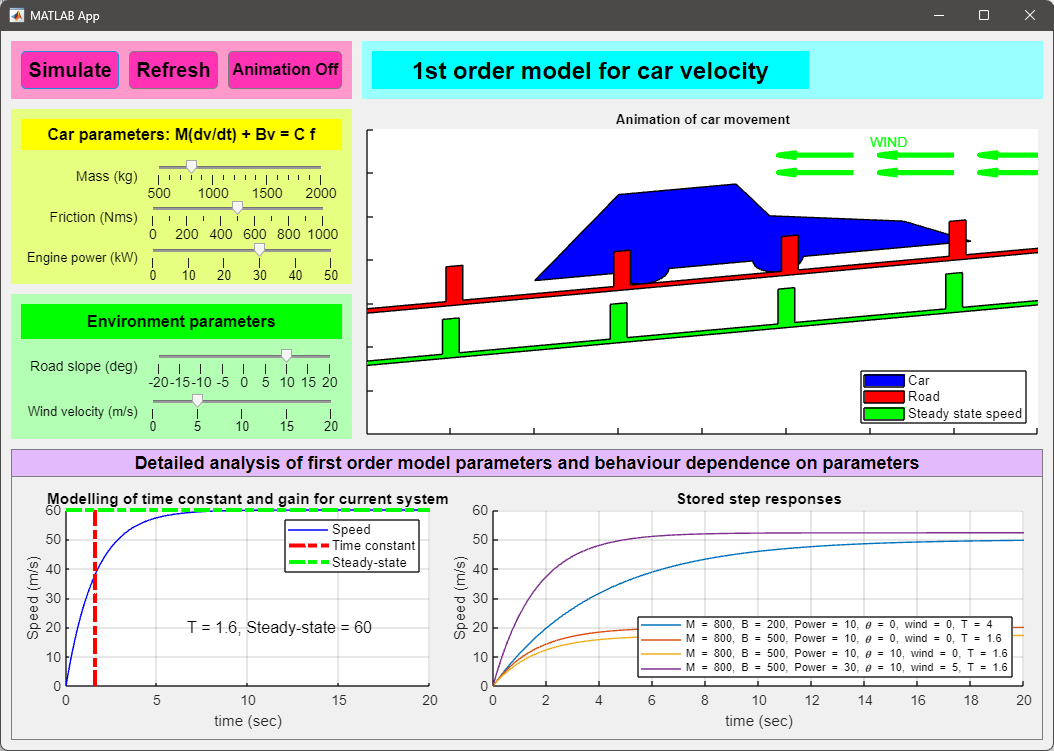 MATLAB App
Simulate Refresh Animation Off
1st order model for car velocity
Car parameters: M(dv/dt) + Bv = C f
Mass (kg)
500 1000 1500 2000
Friction (Nms)
0 200 400 600 800 1000
Engine power (kW)
0 10 20 30 40 50
Environment parameters
Road slope (deg)
-20 -15 -10 -5 0 5 10 15 20
Wind velocity (m/s)
0 5 10 15 20
Animation of car movement
WIND
Car
Road
Steady state speed
Detailed analysis of first order model parameters and behaviour dependence on parameters
Modelling of time constant and gain for current system
60
50
40
30
20
10
0
Speed (m/s)
Speed
Time constant
Steady-state
T = 1.6, Steady-state = 60
0 5 10 15 20
time (sec)
Stored step responses
60
50
40
30
20
10
0
Speed (m/s)
M = 800, B = 200, Power = 10, θ = 0, wind = 0, T = 4
M = 800, B = 500, Power = 10, θ = 0, wind = 0, T = 1.6
M = 800, B = 500, Power = 10, θ = 10, wind = 0, T = 1.6
M = 800, B = 500, Power = 30, θ = 10, wind = 5, T = 1.6
0 2 4 6 8 10 12 14 16 18 20
time (sec)